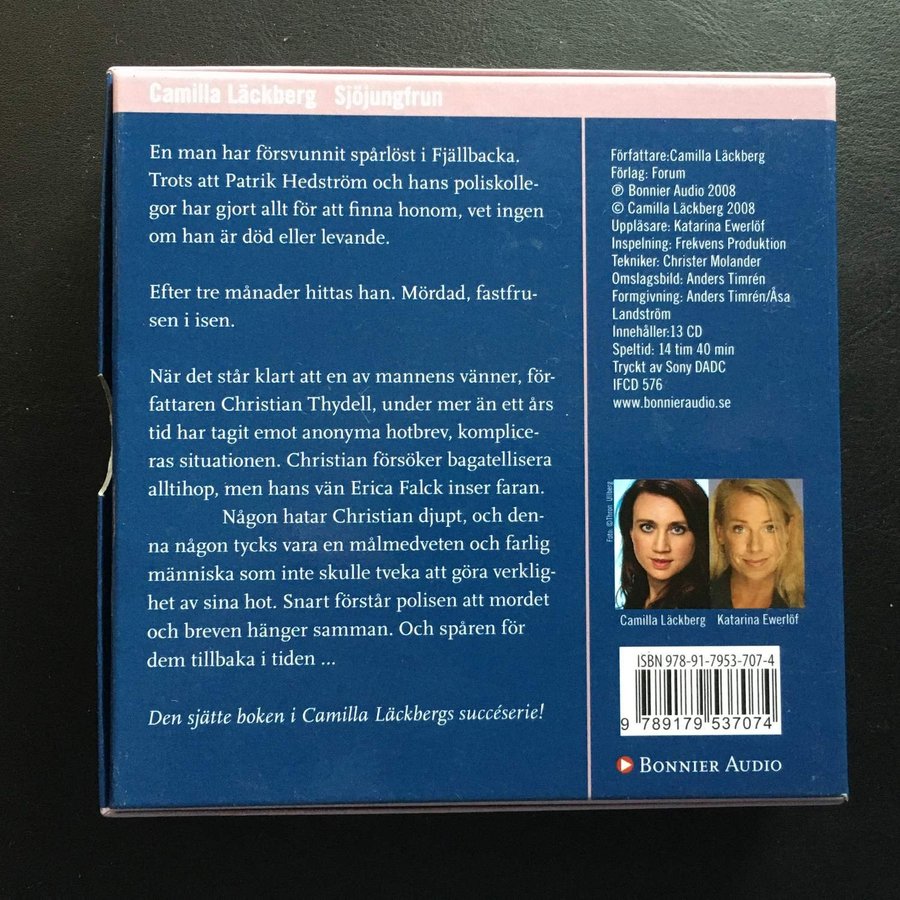 Camilla Läckberg Sjöjungfrun
En man har försvunnit spårlöst i Fjällbacka.
Trots att Patrik Hedström och hans poliskolle-
gor har gjort allt för att finna honom, vet ingen
om han är död eller levande.
Efter tre månader hittas han. Mördad, fastfru-
sen i isen.
När det står klart att en av mannens vänner, för-
fattaren Christian Thydell, under mer än ett års
tid har tagit emot anonyma hotbrev, komplice-
ras situationen. Christian försöker bagatellisera
alltihop, men hans vän Erica Falck inser faran.
Någon hatar Christian djupt, och den-
na någon tycks vara en målmedveten och farlig
människa som inte skulle tveka att göra verklig-
het av sina hot. Snart förstår polisen att mordet
och breven hänger samman. Och spåren för
dem tillbaka i tiden ...
Den sjätte boken i Camilla Läckbergs succéserie!
Författare:Camilla Läckberg
Förlag: Forum
℗ Bonnier Audio 2008
© Camilla Läckberg 2008
Uppläsare: Katarina Ewerlöf
Inspelning: Frekvens Produktion
Tekniker: Christer Molander
Omslagsbild: Anders Timrén
Formgivning: Anders Timrén/Åsa
Landström
Innehåller:13 CD
Speltid: 14 tim 40 min
Tryckt av Sony DADC
IFCD 576
www.bonnieraudio.se
Foto: ©Thron Ullberg
Camilla Läckberg Katarina Ewerlöf
ISBN 978-91-7953-707-4
9 789179 537074
BONNIER AUDIO